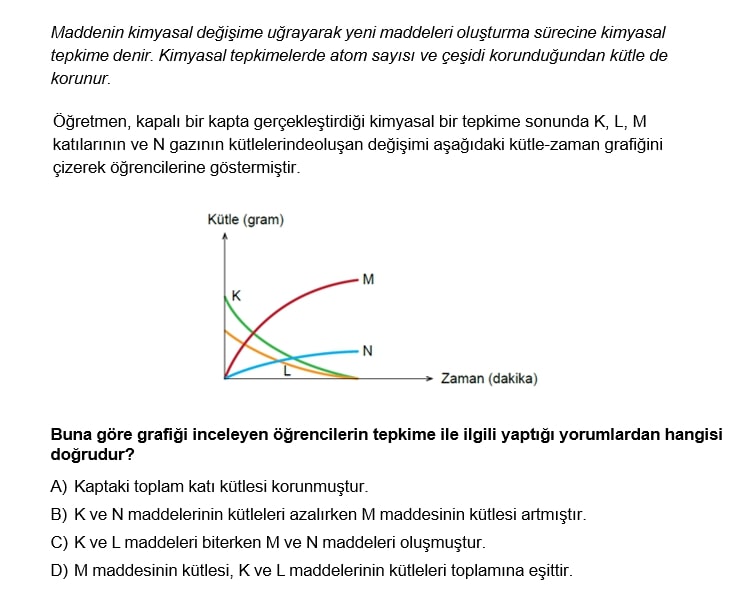 Maddenin kimyasal değişime uğrayarak yeni maddeleri oluşturma sürecine kimyasal
tepkime denir. Kimyasal tepkimelerde atom sayısı ve çeşidi korunduğundan kütle de
korunur.
Öğretmen, kapalı bir kapta gerçekleştirdiği kimyasal bir tepkime sonunda K, L, M
katılarının ve N gazının kütlelerindeoluşan değişimi aşağıdaki kütle-zaman grafiğini
çizerek öğrencilerine göstermiştir.
Kütle (gram)
M
K
N
L
Zaman (dakika)
Buna göre grafiği inceleyen öğrencilerin tepkime ile ilgili yaptığı yorumlardan hangisi
doğrudur?
A) Kaptaki toplam katı kütlesi korunmuştur.
B) K ve N maddelerinin kütleleri azalırken M maddesinin kütlesi artmıştır.
C) K ve L maddeleri biterken M ve N maddeleri oluşmuştur.
D) M maddesinin kütlesi, K ve L maddelerinin kütleleri toplamına eşittir.